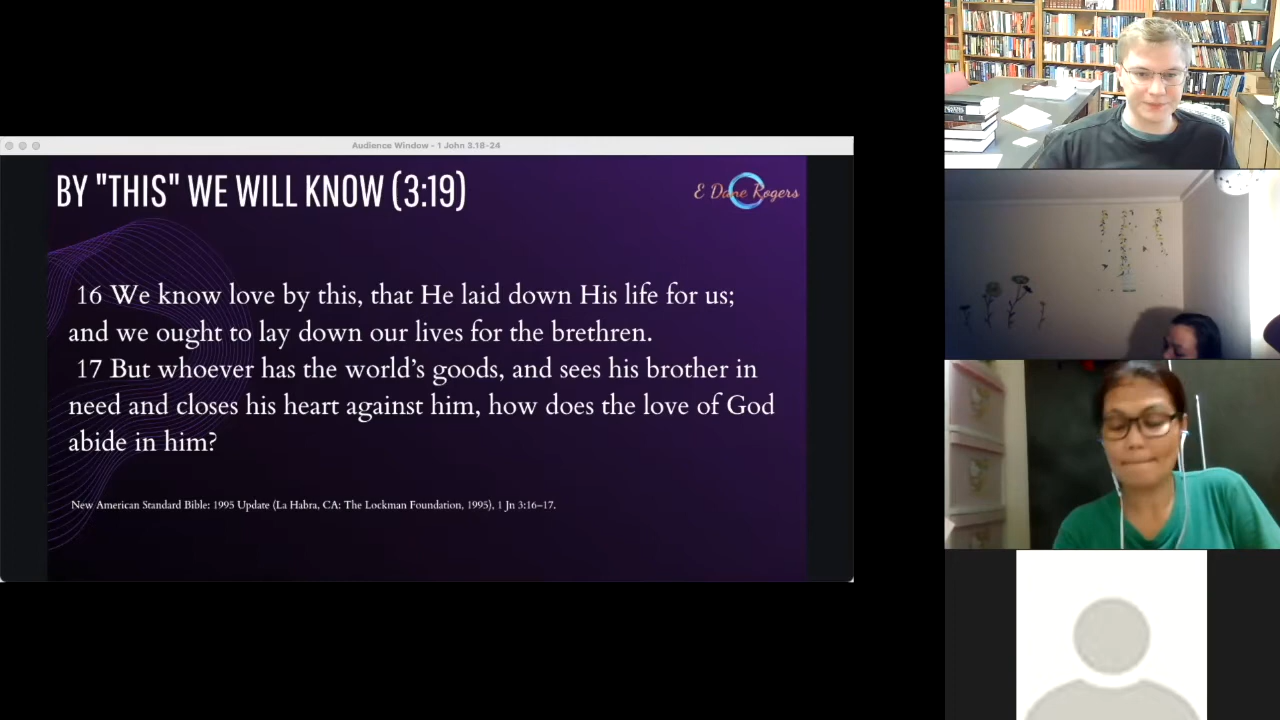 Audience Window - 1 John 3.18-24
BY "THIS" WE WILL KNOW (3:19)
E Dane Rogers
16 We know love by this, that He laid down His life for us;
and we ought to lay down our lives for the brethren.
17 But whoever has the world’s goods, and sees his brother in
need and closes his heart against him, how does the love of God
abide in him?
New American Standard Bible: 1995 Update (La Habra, CA: The Lockman Foundation, 1995), 1 Jn 3:16–17.